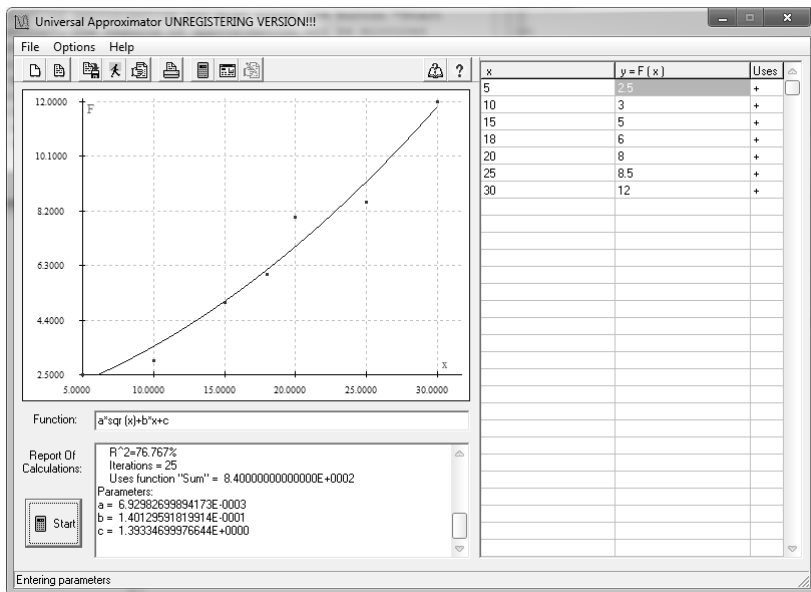 Universal Approximator UNREGISTERING VERSION!!!
File Options Help
F
12.0000
10.1000
8.2000
6.3000
4.4000
2.5000
x
5.0000 10.0000 15.0000 20.0000 25.0000 30.0000
x y = F ( x ) Uses
5 2.5 +
10 3 +
15 5 +
18 6 +
20 8 +
25 8.5 +
30 12 +
Function: a*sqr (x)+b*x+c
Report Of
Calculations:
R^2=76.767%
Iterations = 25
Uses function "Sum" = 8.40000000000000E+0002
Parameters:
a = 6.92982699894173E-0003
b = 1.40129591819914E-0001
c = 1.39334699976644E+0000
Start
Entering parameters